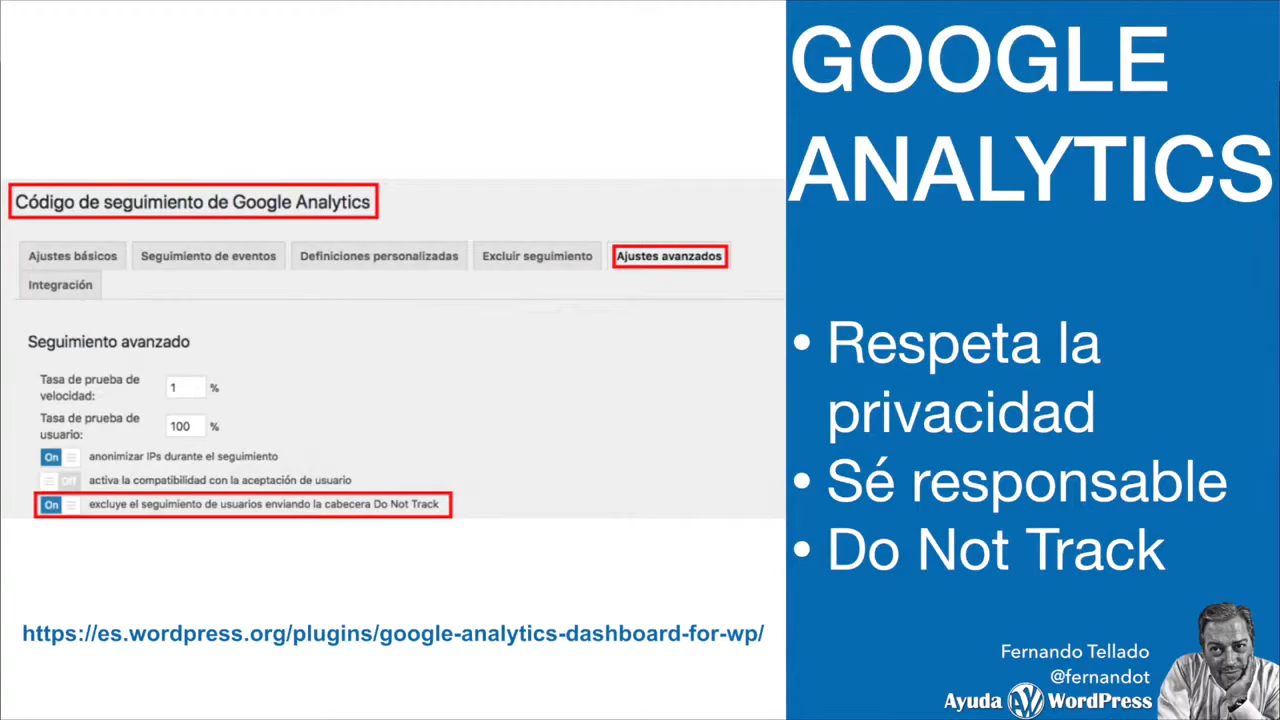 Código de seguimiento de Google Analytics
Ajustes básicos
Seguimiento de eventos
Definiciones personalizadas
Excluir seguimiento
Ajustes avanzados
Integración
Seguimiento avanzado
Tasa de prueba de
velocidad:
1 %
Tasa de prueba de
usuario:
100 %
On anonimizar IPs durante el seguimiento
Off activa la compatibilidad con la aceptación de usuario
On excluye el seguimiento de usuarios enviando la cabecera Do Not Track
https://es.wordpress.org/plugins/google-analytics-dashboard-for-wp/
GOOGLE
ANALYTICS
• Respeta la
privacidad
• Sé responsable
• Do Not Track
Fernando Tellado
@fernandot
Ayuda AW WordPress